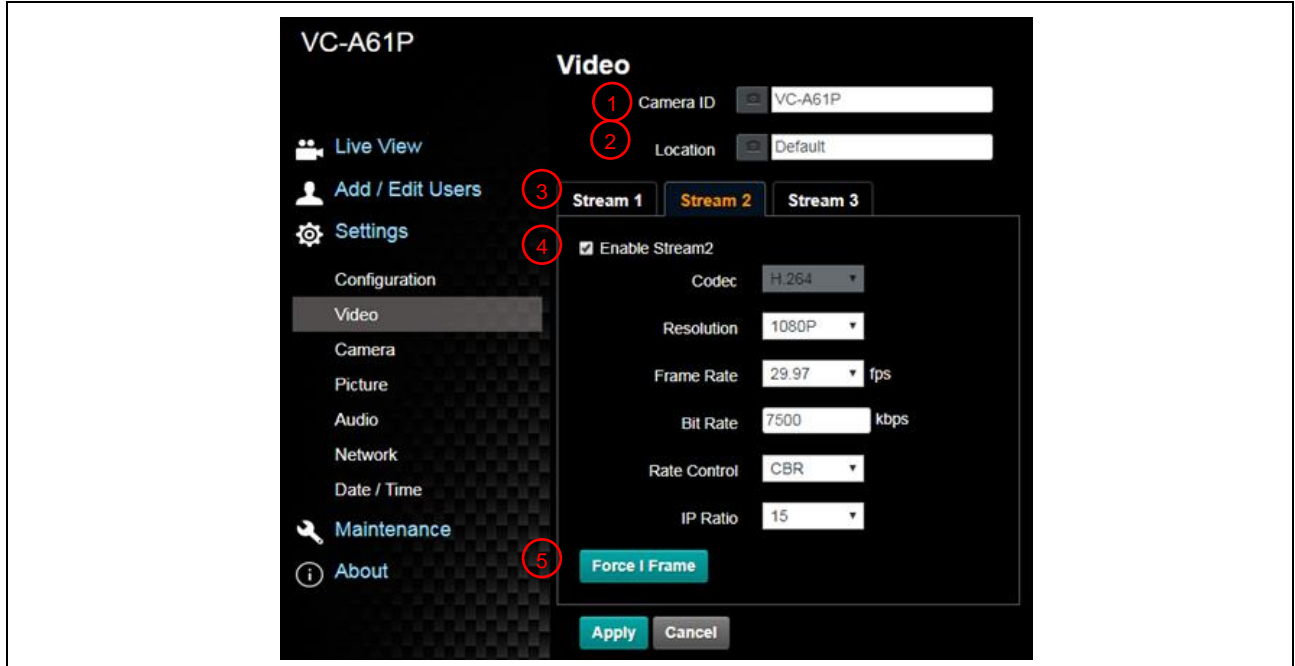 VC-A61P
Live View
Add / Edit Users
Settings
Configuration
Video
Camera
Picture
Audio
Network
Date / Time
Maintenance
About
Video
1 Camera ID VC-A61P
2 Location Default
3 Stream 1 Stream 2 Stream 3
4 Enable Stream2
Codec H.264
Resolution 1080P
Frame Rate 29.97 fps
Bit Rate 7500 kbps
Rate Control CBR
IP Ratio 15
5 Force I Frame
Apply Cancel